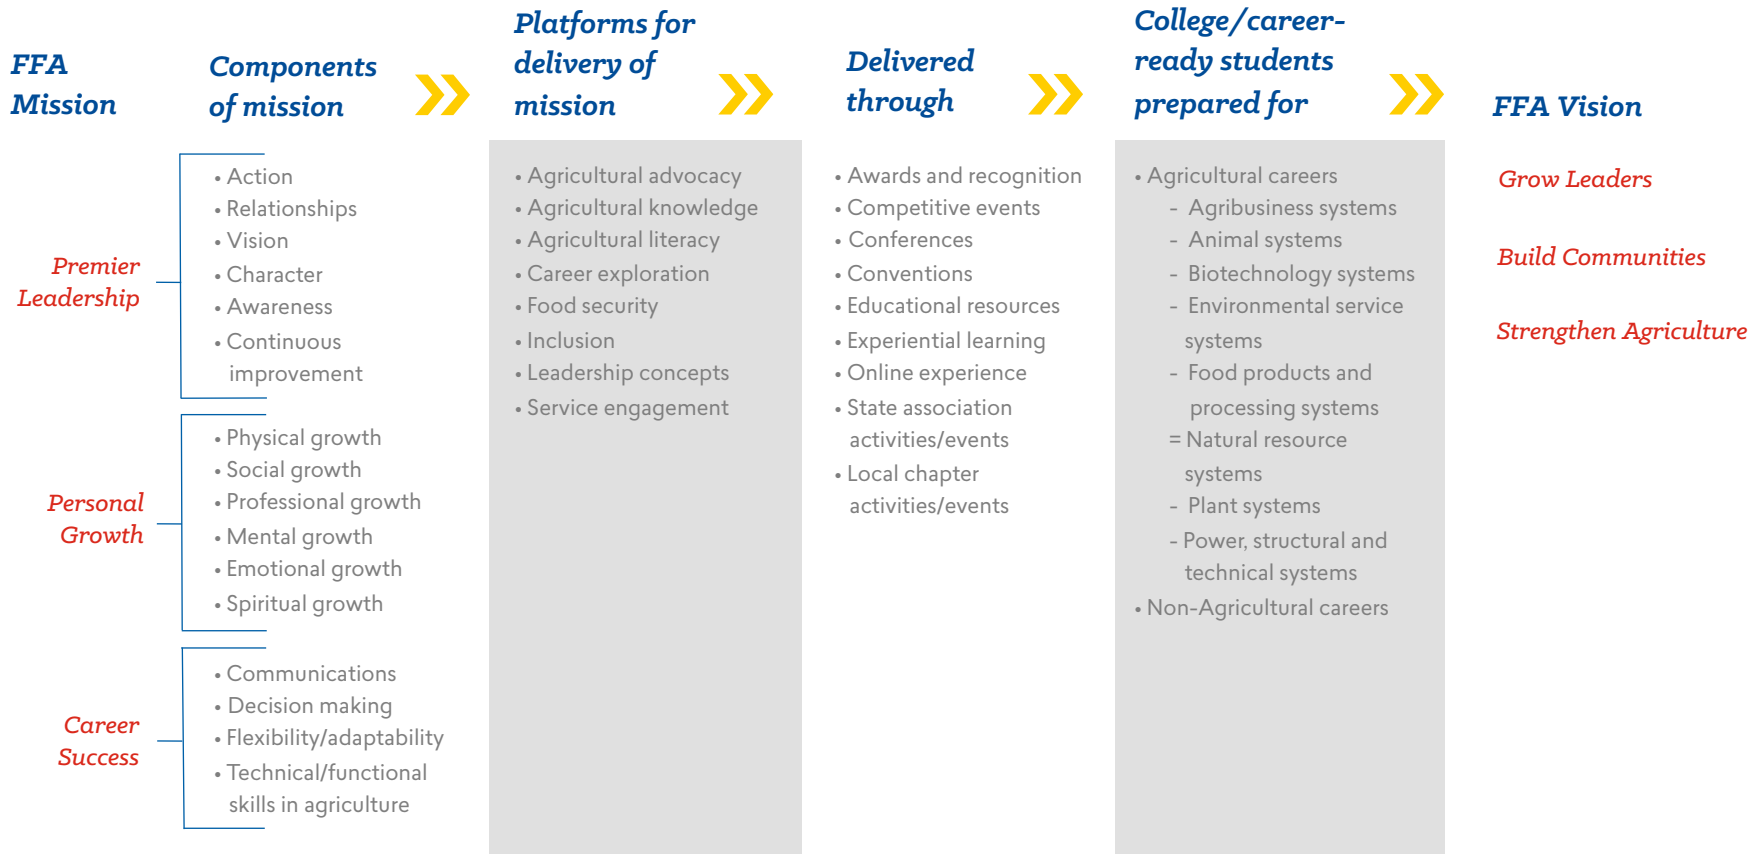 FFA
Mission
Components
of mission
Platforms for
delivery of
mission
Delivered
through
College/career-
ready students
prepared for
FFA Vision
Premier
Leadership
• Action
• Relationships
• Vision
• Character
• Awareness
• Continuous
improvement
Personal
Growth
• Physical growth
• Social growth
• Professional growth
• Mental growth
• Emotional growth
• Spiritual growth
Career
Success
• Communications
• Decision making
• Flexibility/adaptability
• Technical/functional
skills in agriculture
• Agricultural advocacy
• Agricultural knowledge
• Agricultural literacy
• Career exploration
• Food security
• Inclusion
• Leadership concepts
• Service engagement
• Awards and recognition
• Competitive events
• Conferences
• Conventions
• Educational resources
• Experiential learning
• Online experience
• State association
activities/events
• Local chapter
activities/events
• Agricultural careers
- Agribusiness systems
- Animal systems
- Biotechnology systems
- Environmental service
systems
- Food products and
processing systems
= Natural resource
systems
- Plant systems
- Power, structural and
technical systems
• Non-Agricultural careers
Grow Leaders
Build Communities
Strengthen Agriculture